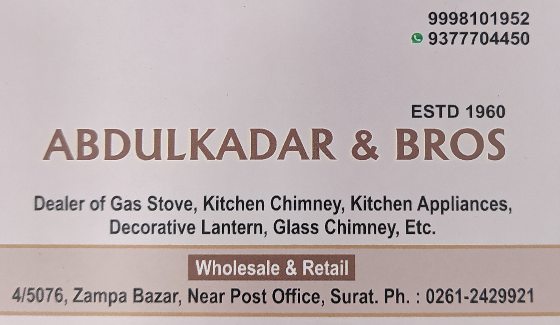 9998101952
9377704450
ESTD 1960
ABDULKADAR & BROS
Dealer of Gas Stove, Kitchen Chimney, Kitchen Appliances,
Decorative Lantern, Glass Chimney, Etc.
Wholesale & Retail
4/5076, Zampa Bazar, Near Post Office, Surat. Ph. : 0261-2429921